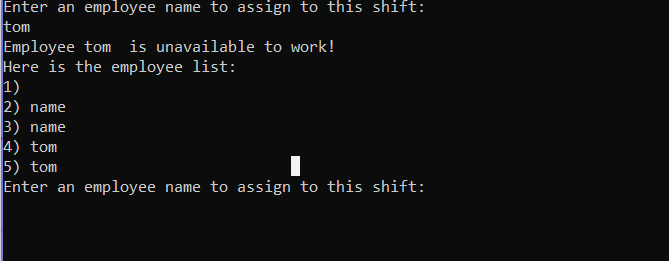 Enter an employee name to assign to this shift:
tom
Employee tom  is unavailable to work!
Here is the employee list:
1)
2) name
3) name
4) tom
5) tom
Enter an employee name to assign to this shift: